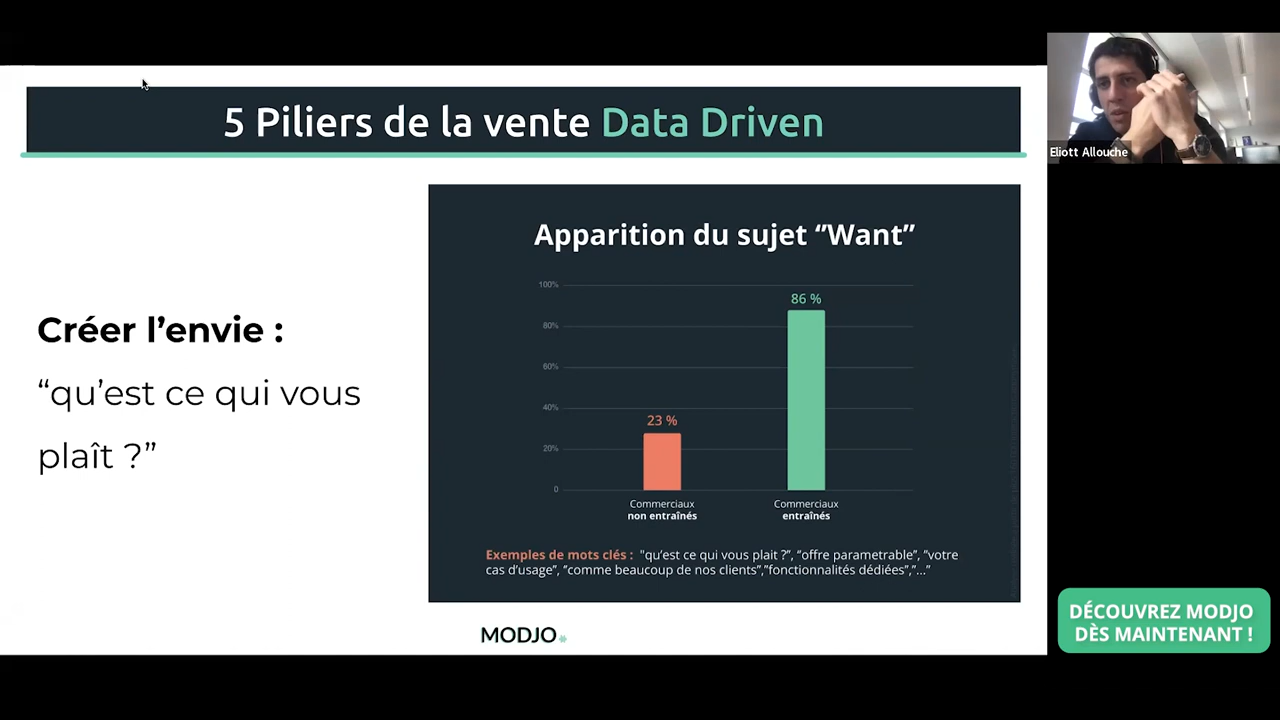 5 Piliers de la vente Data Driven
Eliott Allouche
Créer l’envie :
“qu’est ce qui vous
plaît ?”
Apparition du sujet “Want”
100%
80%
60%
40%
20%
0
23 %
86 %
Commerciaux
non entraînés
Commerciaux
entraînés
Exemples de mots clés : "qu’est ce qui vous plait ?”, “offre parametrable”, “votre
cas d’usage”, “comme beaucoup de nos clients”,”fonctionnalités dédiées”,”...”
MODJO
DÉCOUVREZ MODJO
DÈS MAINTENANT !